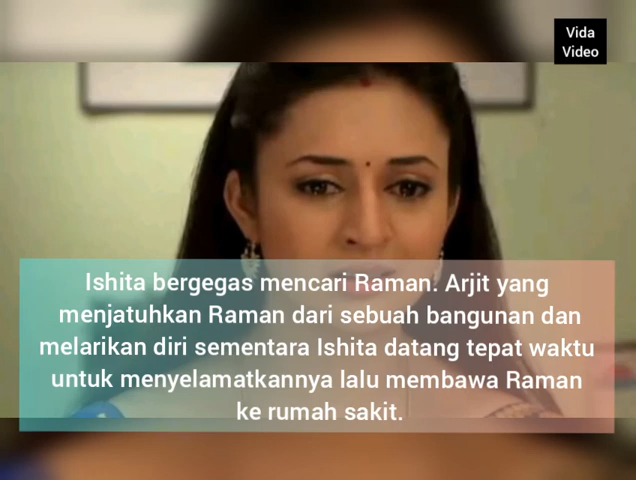 Vida
Video
Ishita bergegas mencari Raman. Arjit yang
menjatuhkan Raman dari sebuah bangunan dan
melarikan diri sementara Ishita datang tepat waktu
untuk menyelamatkannya lalu membawa Raman
ke rumah sakit.